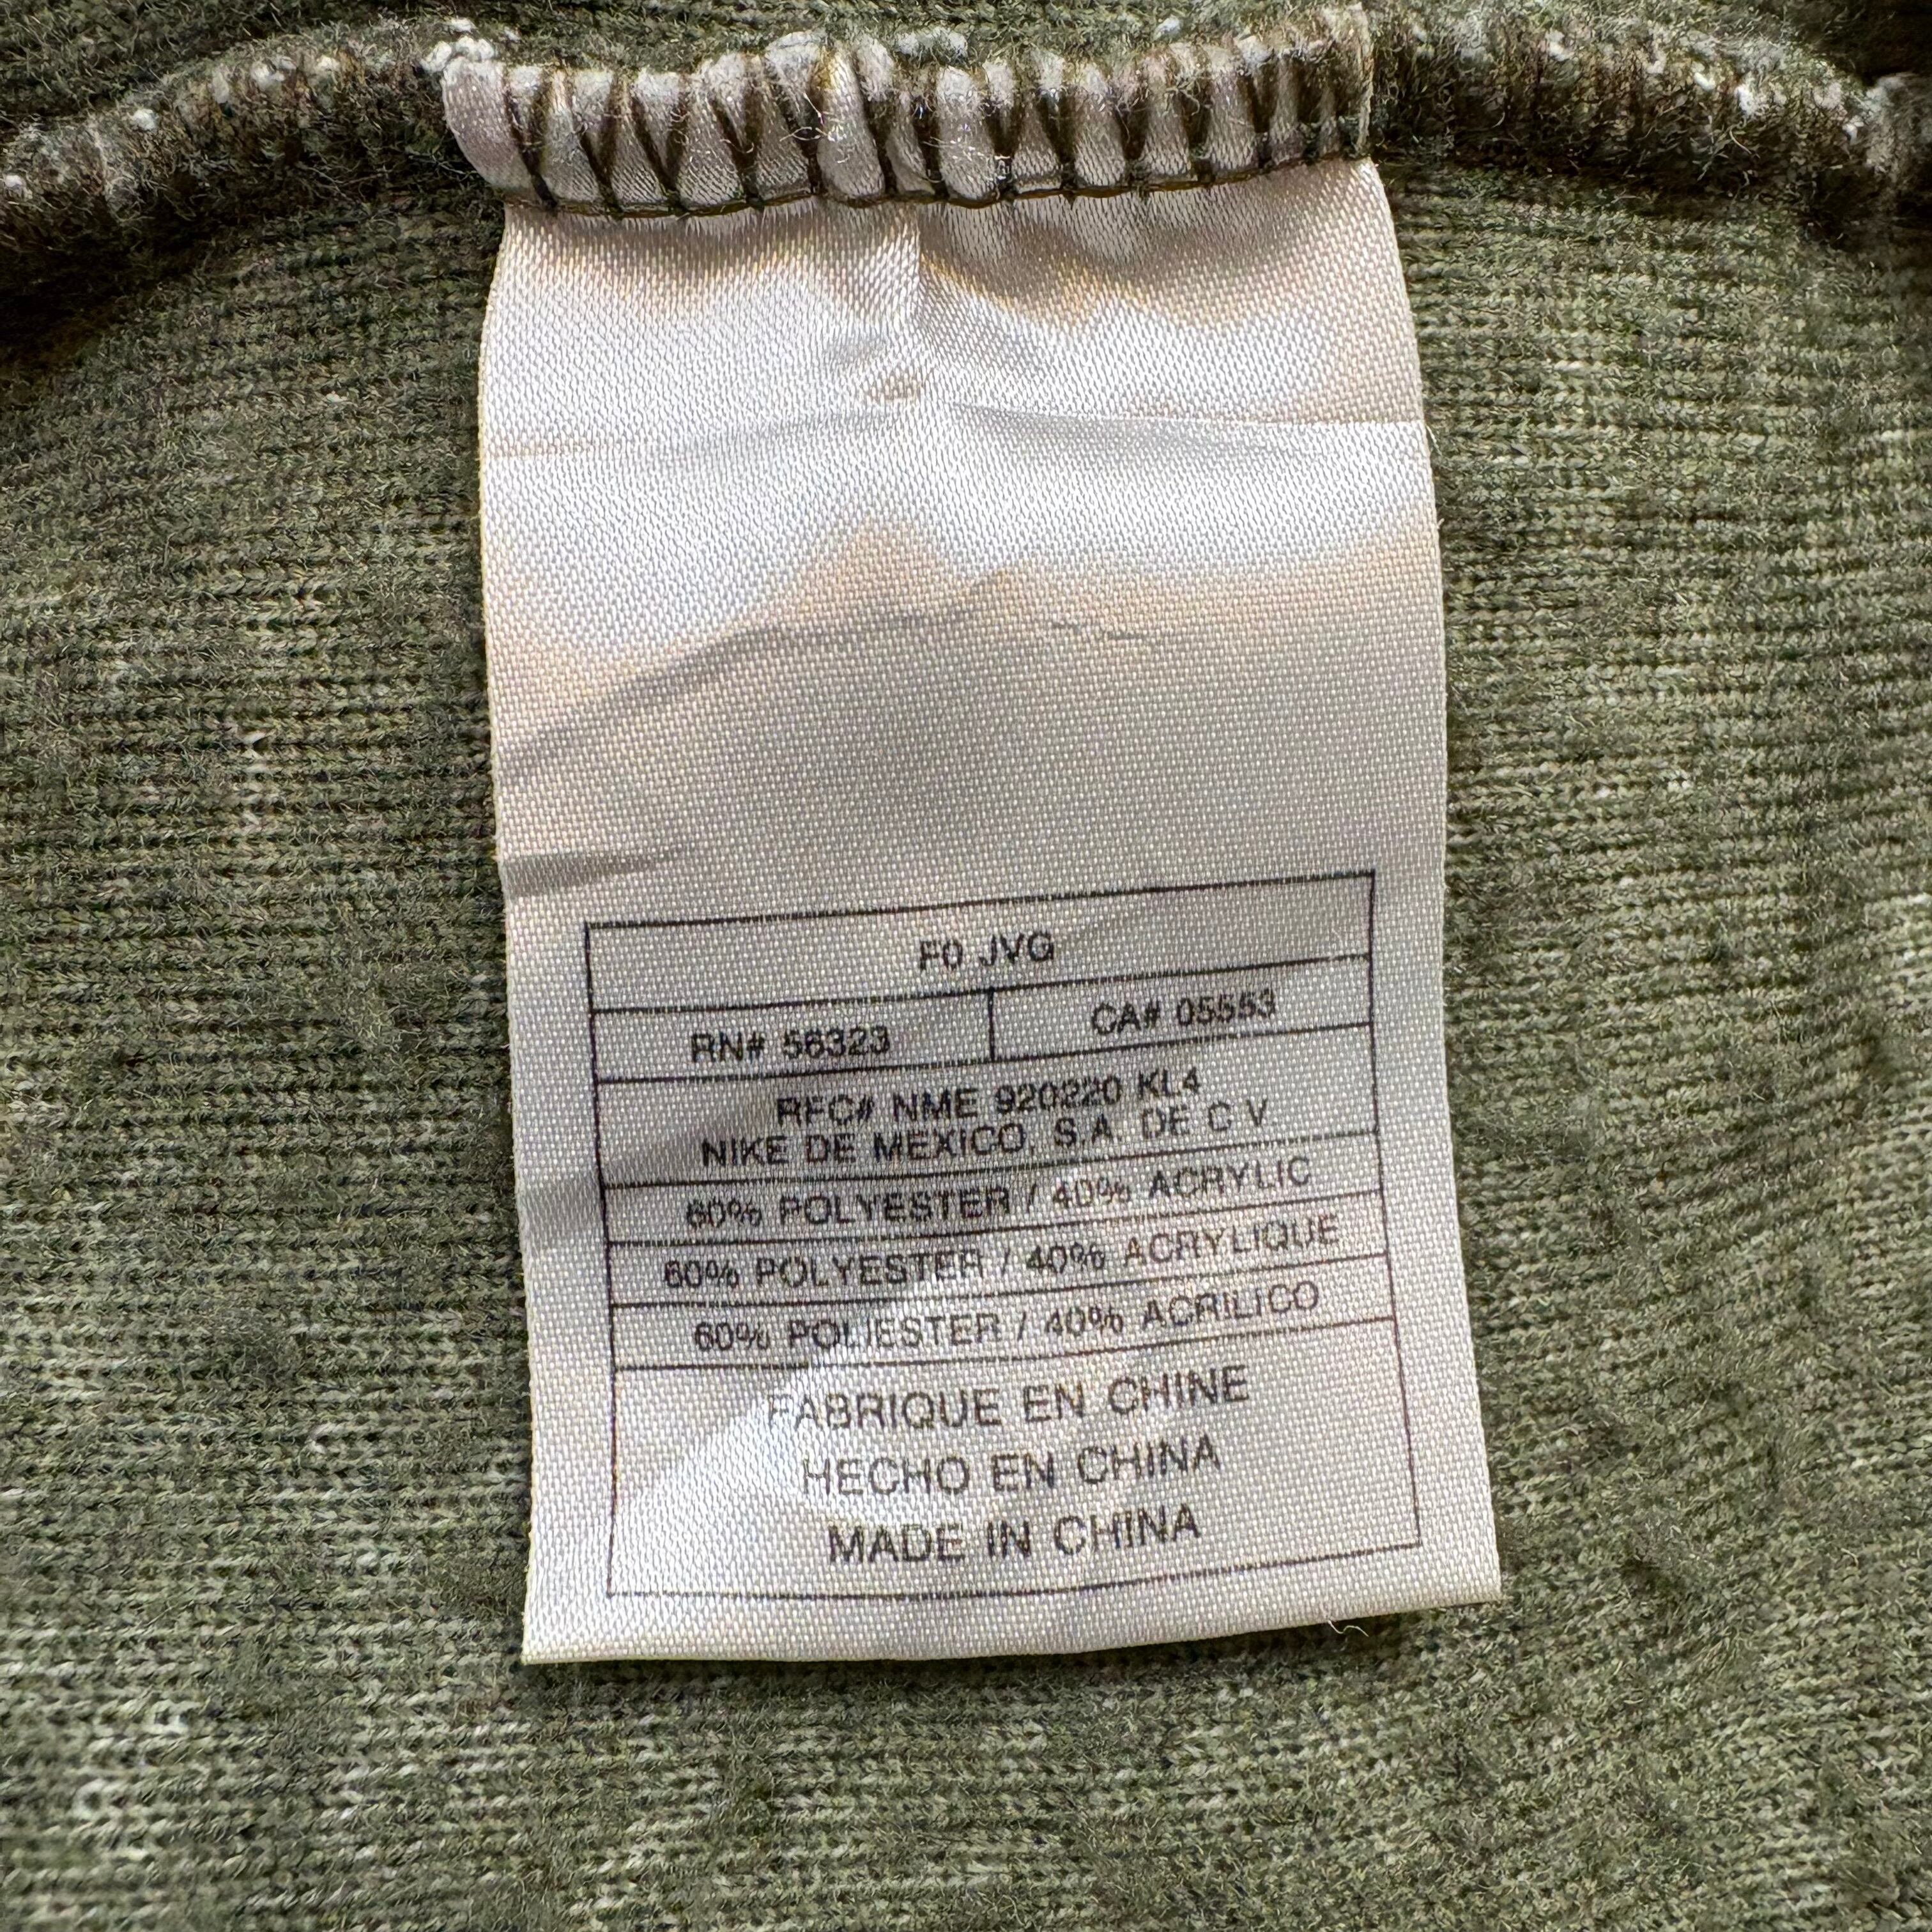 F0 JVG
RN# 56323 CA# 05553
RFC# NME 920220 KL4
NIKE DE MEXICO, S.A. DE C.V.
60% POLYESTER / 40% ACRYLIC
60% POLYESTER / 40% ACRYLIQUE
60% POLIESTER / 40% ACRILICO
FABRIQUE EN CHINE
HECHO EN CHINA
MADE IN CHINA